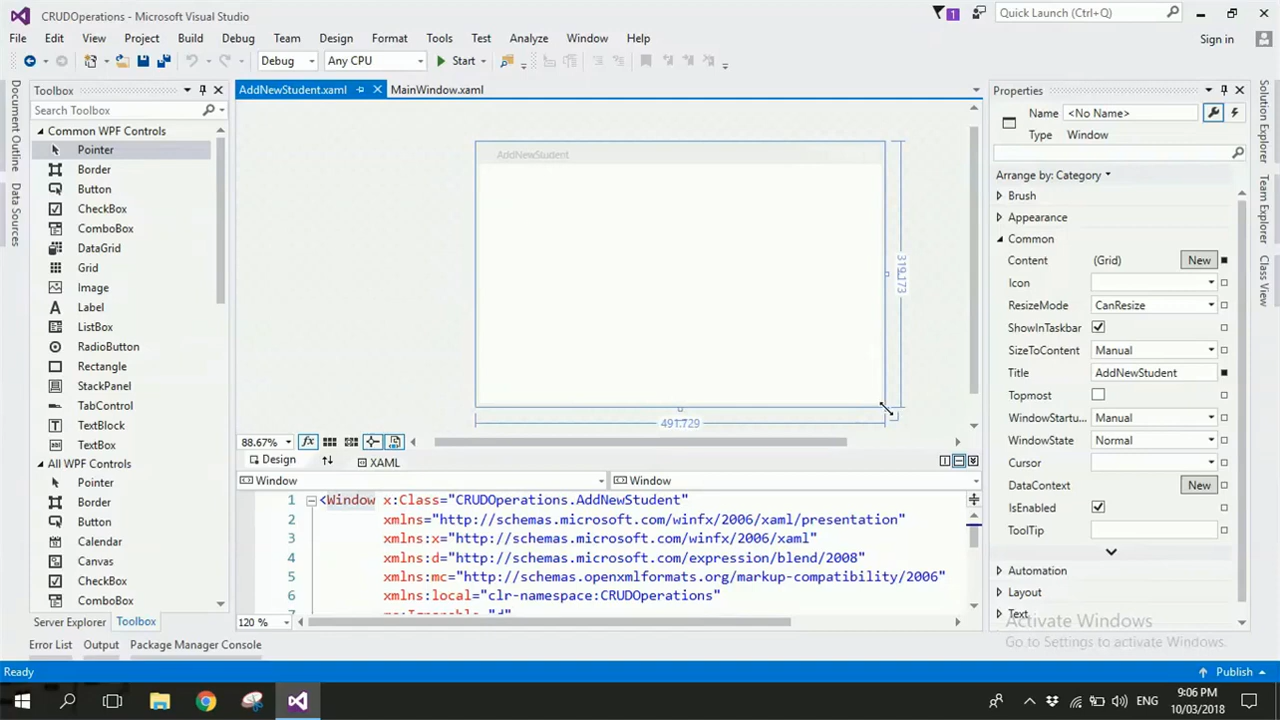 CRUDOperations - Microsoft Visual Studio
1
Quick Launch (Ctrl+Q)
File Edit View Project Build Debug Team Design Format Tools Test Analyze Window Help
Sign in
Debug Any CPU Start
Document Outline
Data Sources
Toolbox
Search Toolbox
Common WPF Controls
Pointer
Border
Button
CheckBox
ComboBox
DataGrid
Grid
Image
Label
ListBox
RadioButton
Rectangle
StackPanel
TabControl
TextBlock
TextBox
All WPF Controls
Pointer
Border
Button
Calendar
Canvas
CheckBox
ComboBox
Server Explorer Toolbox
AddNewStudent.xaml MainWindow.xaml
AddNewStudent
319.173
491.729
88.67%
Design XAML
Window Window
1 <Window x:Class="CRUDOperations.AddNewStudent"
2 xmlns="http://schemas.microsoft.com/winfx/2006/xaml/presentation"
3 xmlns:x="http://schemas.microsoft.com/winfx/2006/xaml"
4 xmlns:d="http://schemas.microsoft.com/expression/blend/2008"
5 xmlns:mc="http://schemas.openxmlformats.org/markup-compatibility/2006"
6 xmlns:local="clr-namespace:CRUDOperations"
7 mc:Ignorable="d"
120 %
Properties
Name <No Name>
Type Window
Arrange by: Category
Brush
Appearance
Common
Content (Grid) New
Icon
ResizeMode CanResize
ShowInTaskbar
SizeToContent Manual
Title AddNewStudent
Topmost
WindowStartu... Manual
WindowState Normal
Cursor
DataContext New
IsEnabled
ToolTip
Automation
Layout
Text
Solution Explorer
Team Explorer
Class View
Activate Windows
Go to Settings to activate Windows.
Error List Output Package Manager Console
Ready
Publish
ENG
9:06 PM
10/03/2018